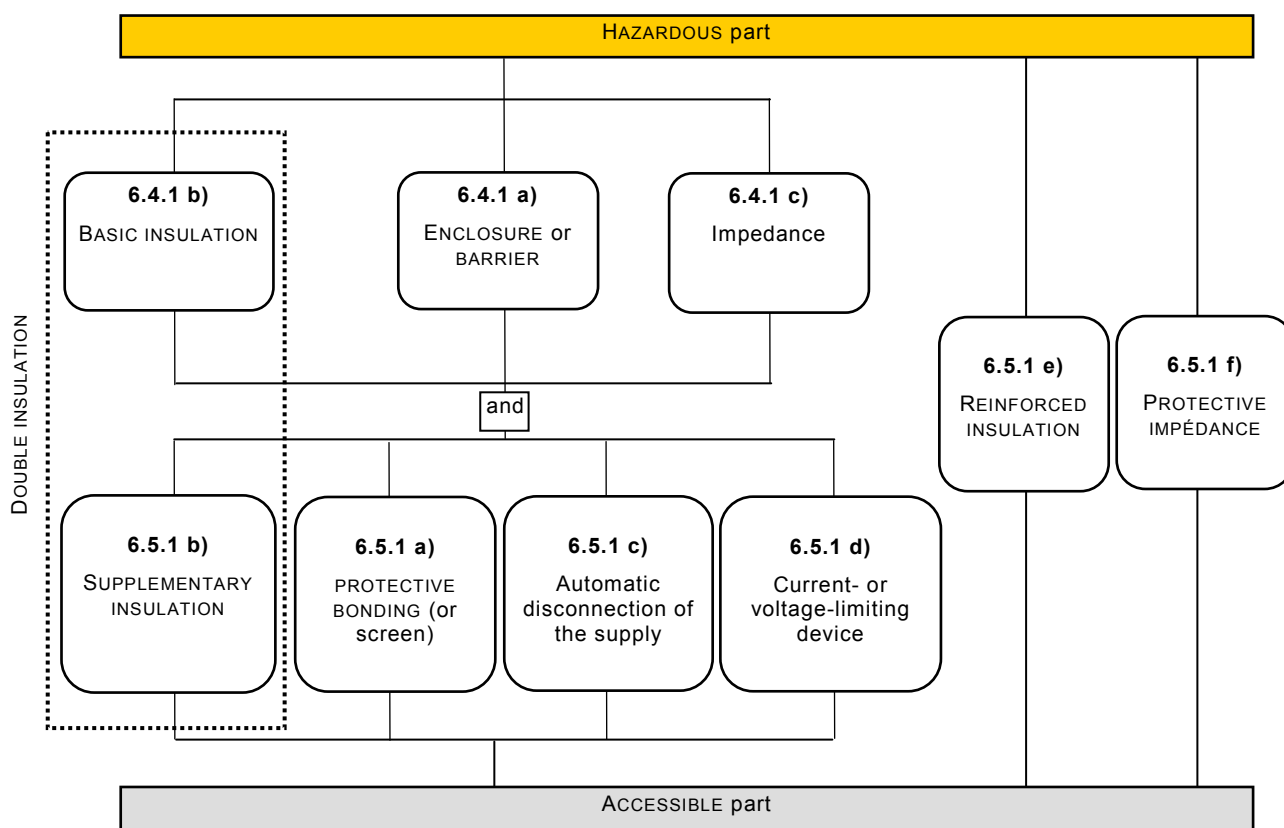 HAZARDOUS part
6.4.1 b)
BASIC INSULATION
6.4.1 a)
ENCLOSURE or
BARRIER
6.4.1 c)
Impedance
DOUBLE INSULATION
6.5.1 e)
REINFORCED
INSULATION
6.5.1 f)
PROTECTIVE
IMPÉDANCE
and
6.5.1 b)
SUPPLEMENTARY
INSULATION
6.5.1 a)
PROTECTIVE
BONDING (or
screen)
6.5.1 c)
Automatic
disconnection of
the supply
6.5.1 d)
Current- or
voltage-limiting
device
ACCESSIBLE part